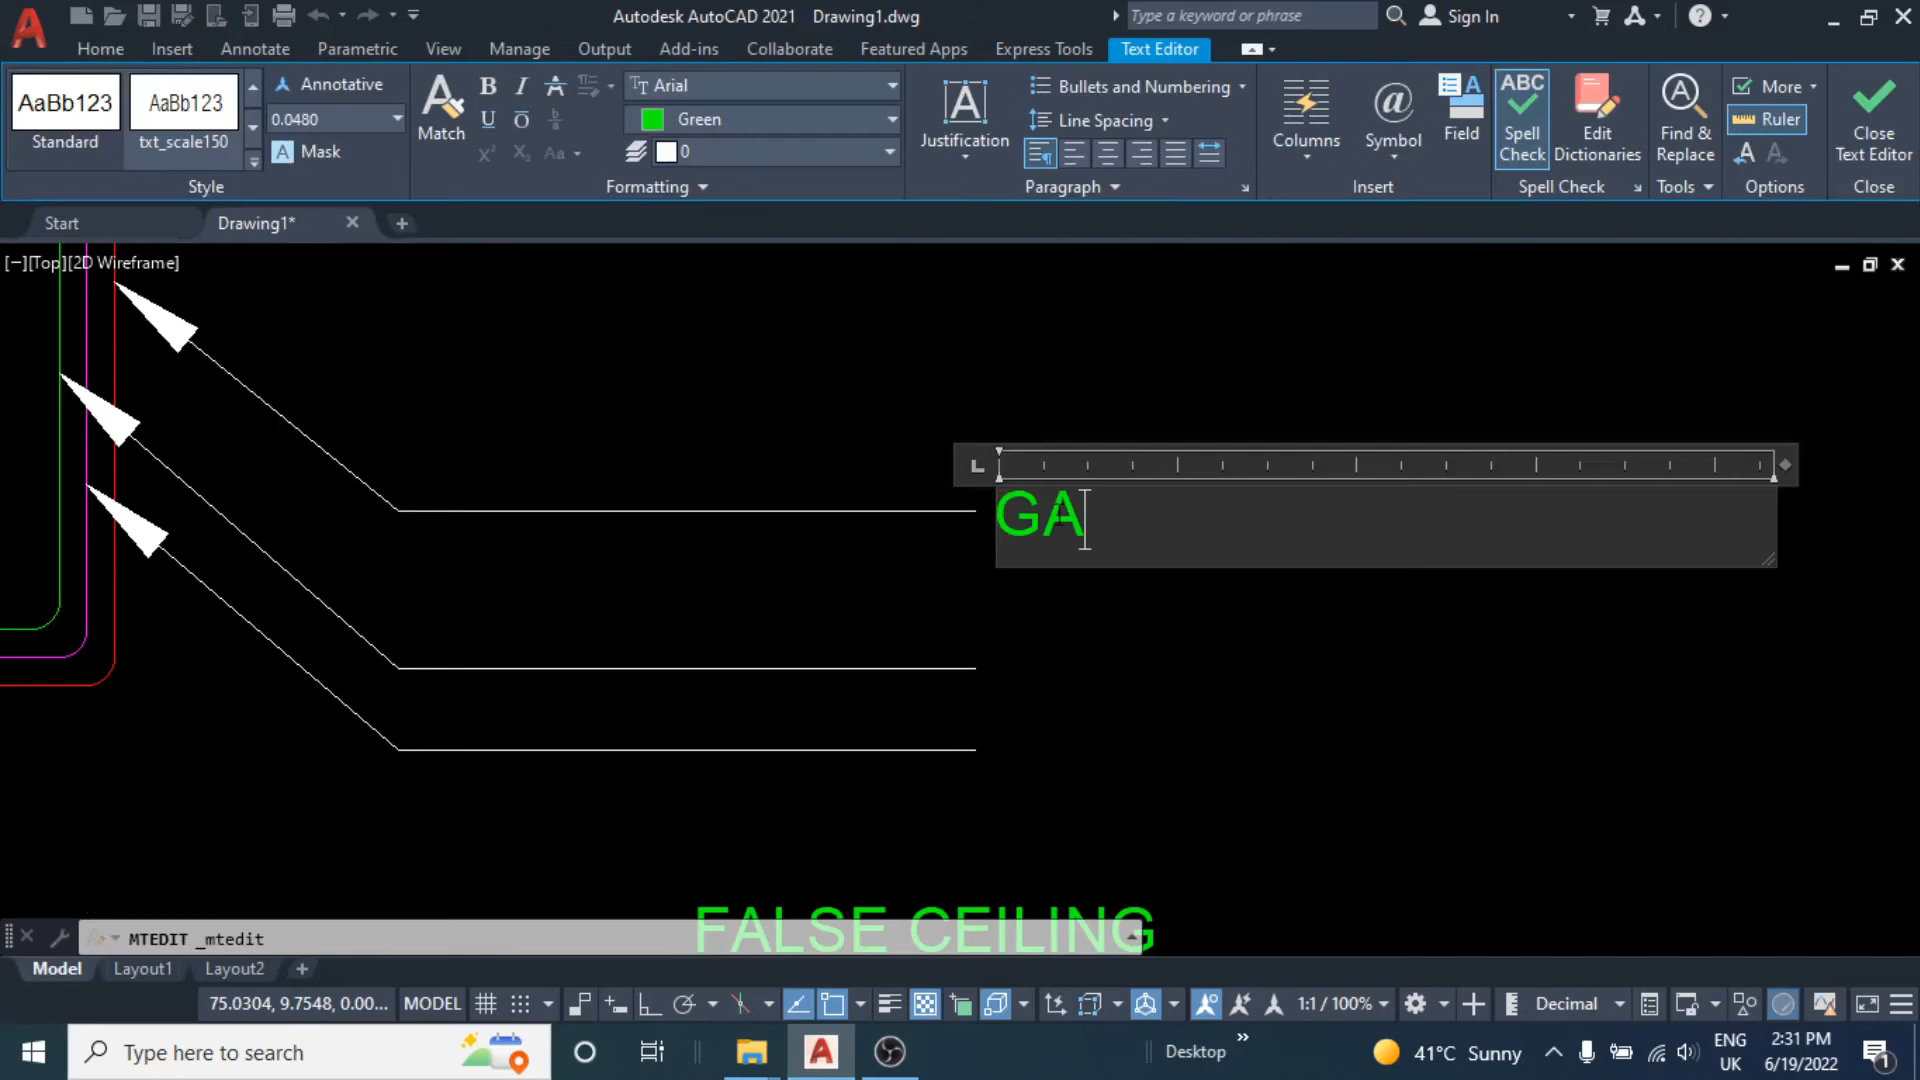 Autodesk AutoCAD 2021 Drawing1.dwg Type a keyword or phrase Sign In
Home Insert Annotate Parametric View Manage Output Add-ins Collaborate Featured Apps Express Tools Text Editor
AaBb123 AaBb123 Annotative Match B I A Arial Bullets and Numbering ABC More
Standard txt_scale150 0.0480 U O Green Justification Line Spacing Columns Symbol Field Spell Check Edit Dictionaries Find & Replace Ruler Close Text Editor
A Mask X² X₂ Aa 0
Style Formatting Paragraph Insert Spell Check Tools Options Close
Start Drawing1*
[−][Top][2D Wireframe]
GA
FALSE CEILING
MTEDIT _mtedit
Model Layout1 Layout2
75.0304, 9.7548, 0.00... MODEL 1:1 / 100% Decimal
Type here to search Desktop 41°C Sunny ENG 2:31 PM
UK 6/19/2022 1